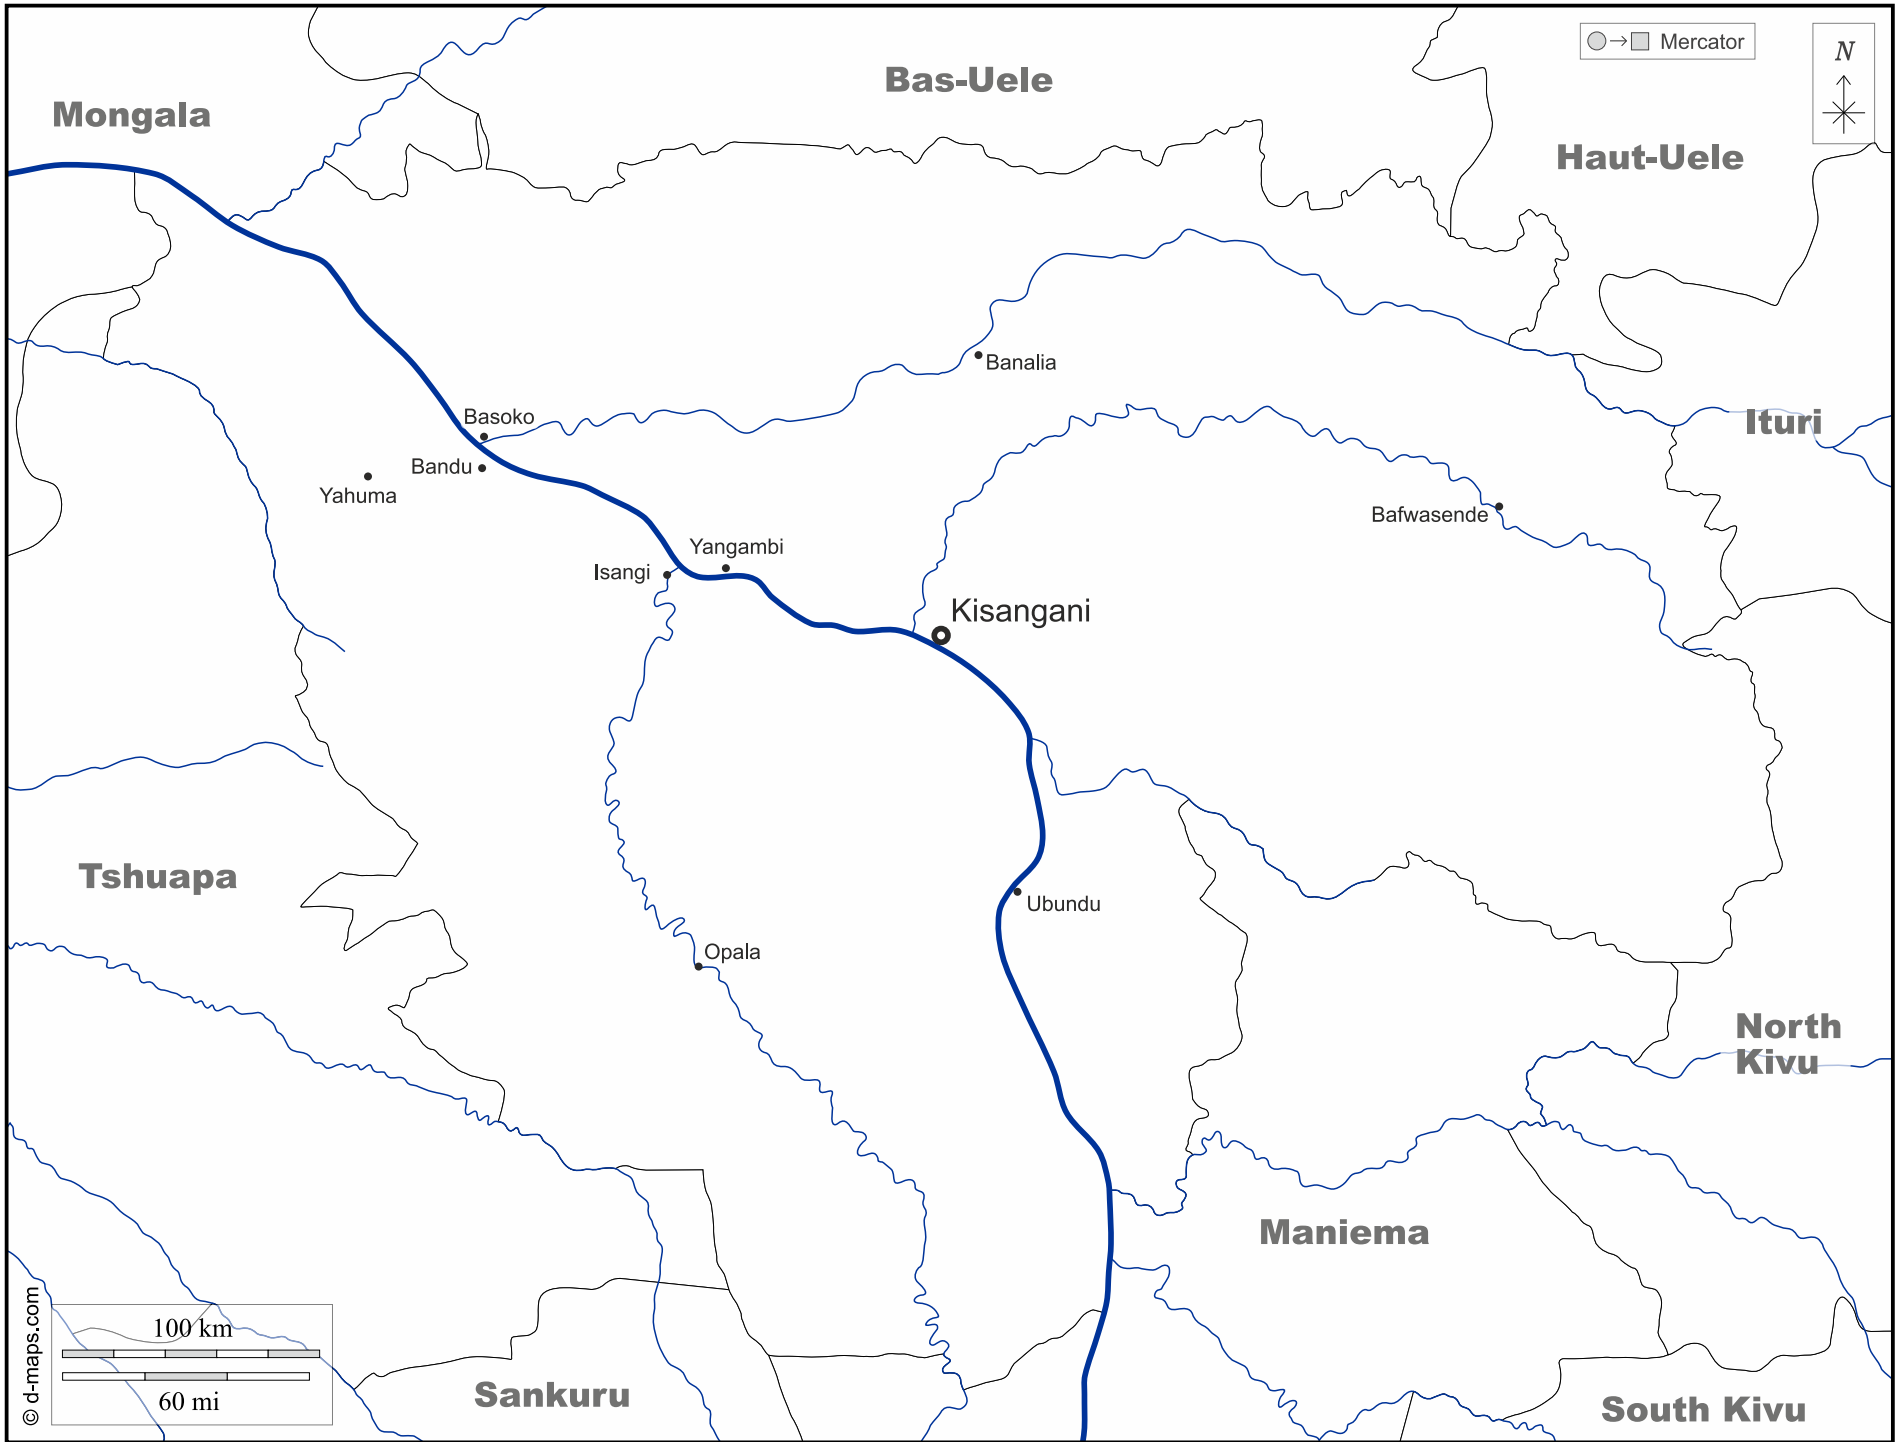 Mercator
N
Bas-Uele
Mongala
Haut-Uele
Banalia
Basoko
Ituri
Bandu
Yahuma
Bafwasende
Yangambi
Isangi
Kisangani
Tshuapa
Ubundu
Opala
North
Kivu
Maniema
100 km
60 mi
Sankuru
South Kivu
© d-maps.com